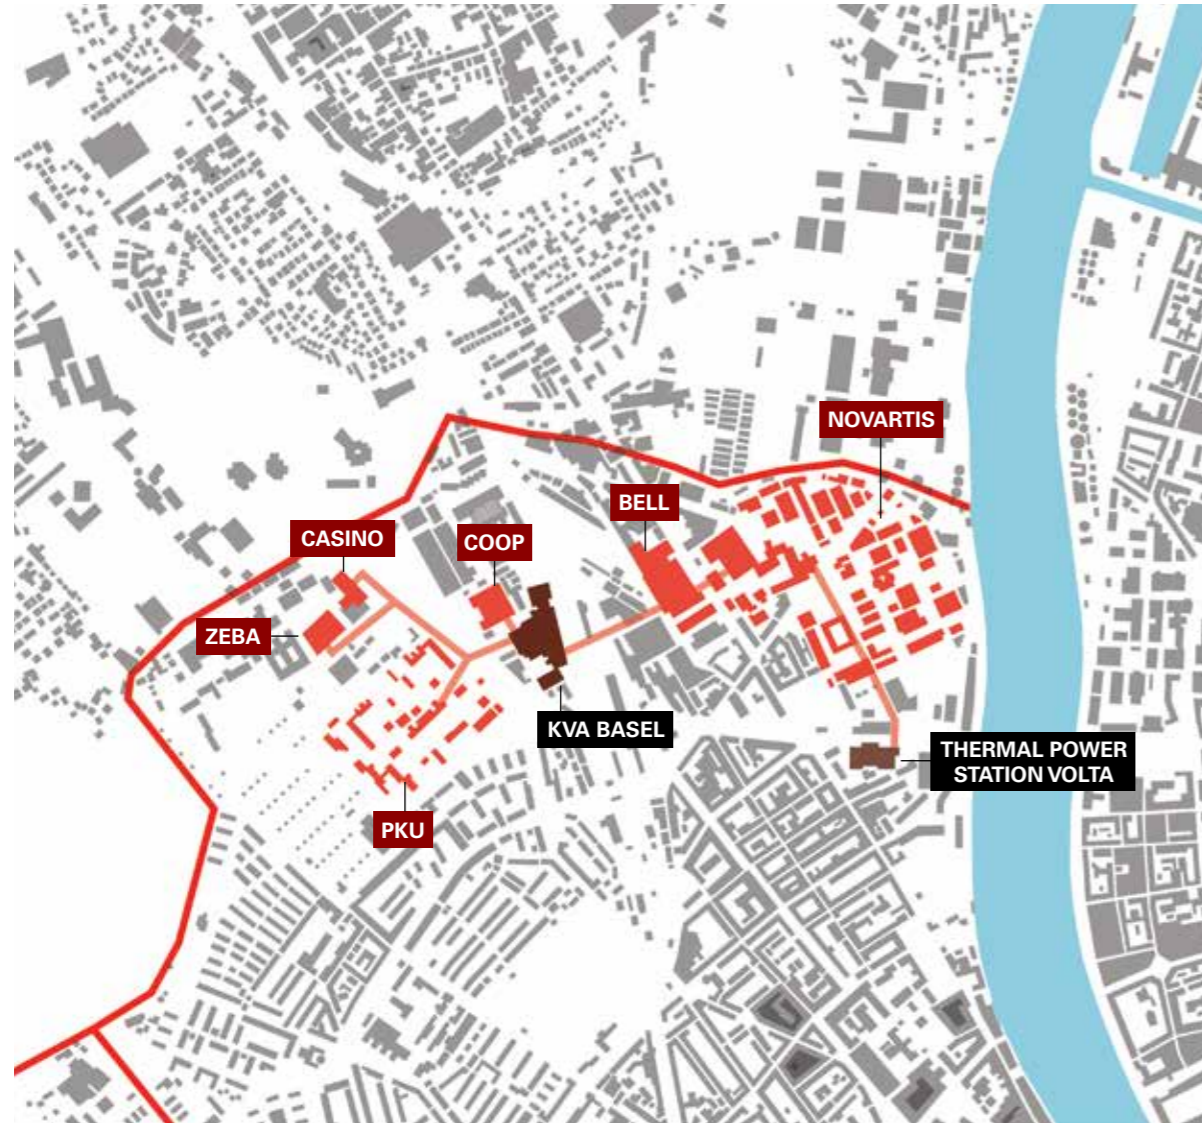 NOVARTIS
BELL
CASINO
COOP
ZEBA
KVA BASEL
THERMAL POWER
STATION VOLTA
PKU